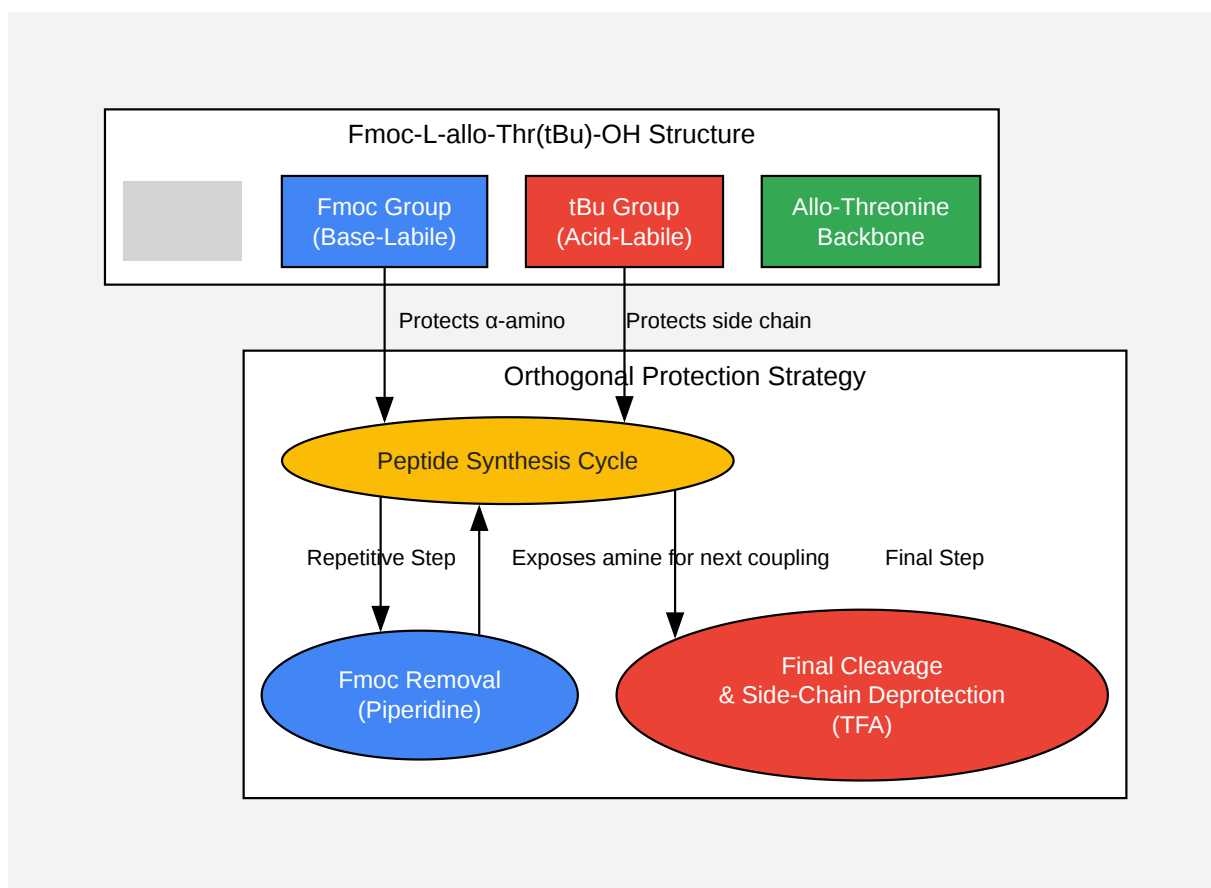 Fmoc-L-allo-Thr(tBu)-OH Structure
Fmoc Group
(Base-Labile)
tBu Group
(Acid-Labile)
Allo-Threonine
Backbone
Protects α-amino
Protects side chain
Orthogonal Protection Strategy
Peptide Synthesis Cycle
Repetitive Step
Exposes amine for next coupling
Final Step
Fmoc Removal
(Piperidine)
Final Cleavage
& Side-Chain Deprotection
(TFA)